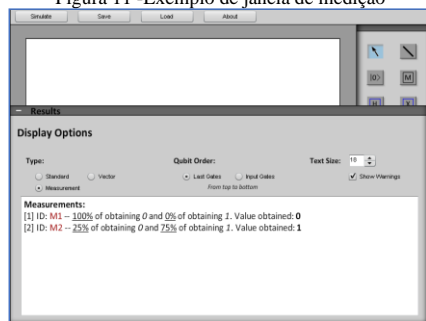 Figura 11 -Exemplo de janela de medição
Simulate Save Load About
|0> M
H X
− Results
Display Options
Type: Qubit Order: Text Size: 18
Standard Vector Last Gates Input Gates Show Warnings
Measurement From top to bottom
Measurements:
[1] ID: M1 -- 100% of obtaining 0 and 0% of obtaining 1. Value obtained: 0
[2] ID: M2 -- 25% of obtaining 0 and 75% of obtaining 1. Value obtained: 1